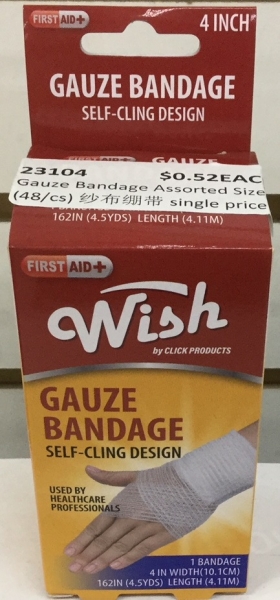 FIRST AID+
4 INCH
GAUZE BANDAGE
SELF-CLING DESIGN
FIRST AID+
GAUZE
23104 $0.52EAC
Gauze Bandage Assorted Size
(48/cs) 纱布绷带 single price
162IN (4.5YDS) LENGTH (4.11M)
FIRST AID+
Wish
by CLICK PRODUCTS
GAUZE
BANDAGE
SELF-CLING DESIGN
USED BY
HEALTHCARE
PROFESSIONALS
1 BANDAGE
4 IN WIDTH(10.1CM)
162IN (4.5YDS) LENGTH (4.11M)